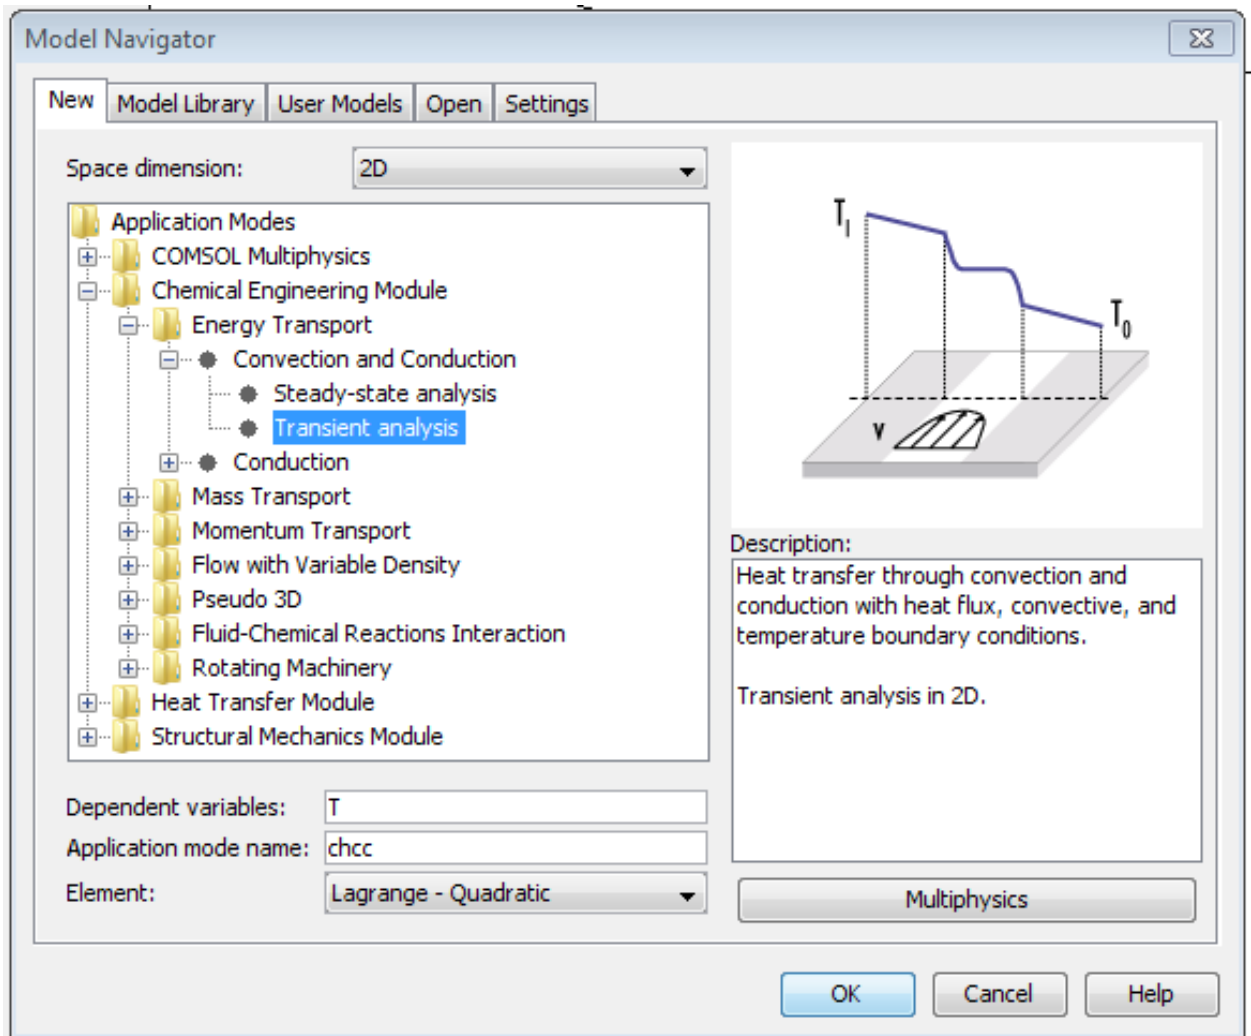 Model Navigator
New Model Library User Models Open Settings
Space dimension: 2D
Application Modes
COMSOL Multiphysics
Chemical Engineering Module
Energy Transport
Convection and Conduction
Steady-state analysis
Transient analysis
Conduction
Mass Transport
Momentum Transport
Flow with Variable Density
Pseudo 3D
Fluid-Chemical Reactions Interaction
Rotating Machinery
Heat Transfer Module
Structural Mechanics Module
Dependent variables: T
Application mode name: chcc
Element: Lagrange - Quadratic
T₁
T₀
v
Description:
Heat transfer through convection and
conduction with heat flux, convective, and
temperature boundary conditions.
Transient analysis in 2D.
Multiphysics
OK Cancel Help